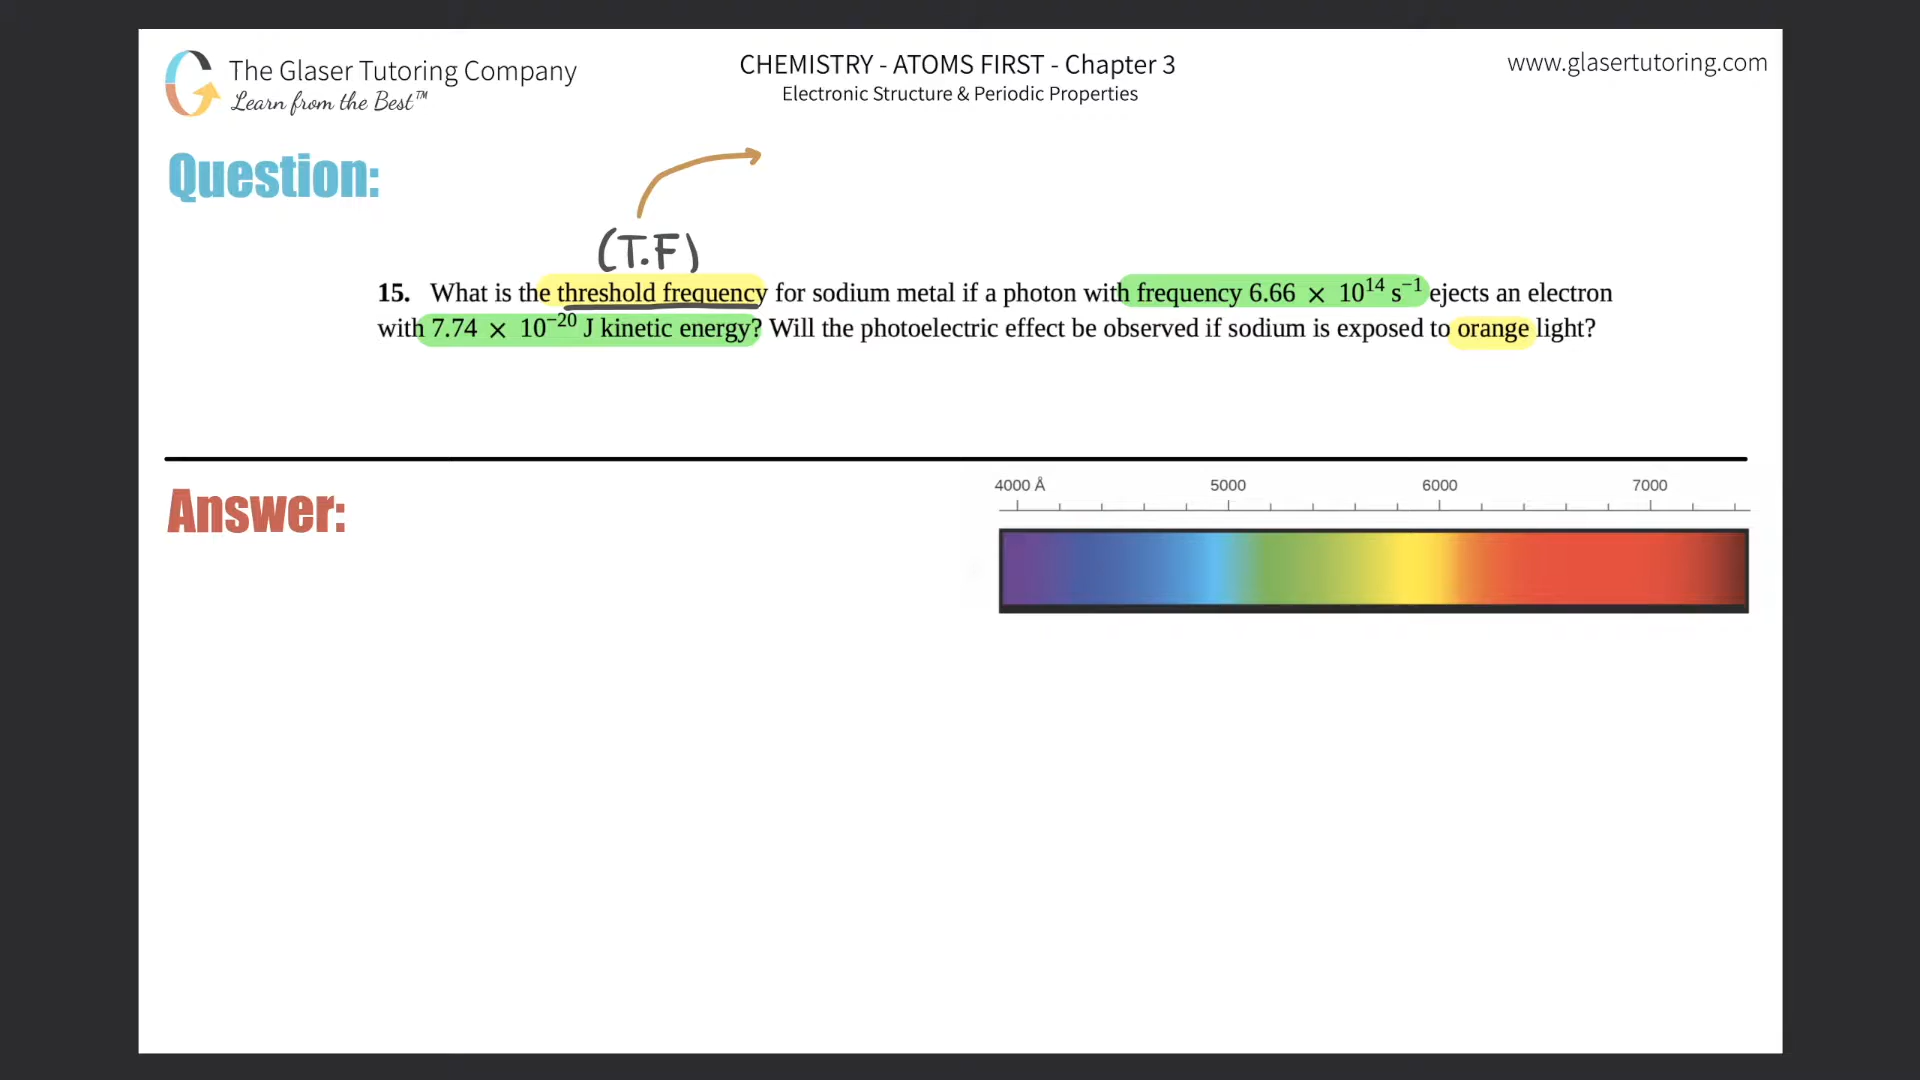 The Glaser Tutoring Company
Learn from the Best™
CHEMISTRY - ATOMS FIRST - Chapter 3
Electronic Structure & Periodic Properties
www.glasertutoring.com
Question:
(T.F)
15. What is the threshold frequency for sodium metal if a photon with frequency 6.66 × 10¹⁴ s⁻¹ ejects an electron
with 7.74 × 10⁻²⁰ J kinetic energy? Will the photoelectric effect be observed if sodium is exposed to orange light?
Answer:
4000 Å 5000 6000 7000